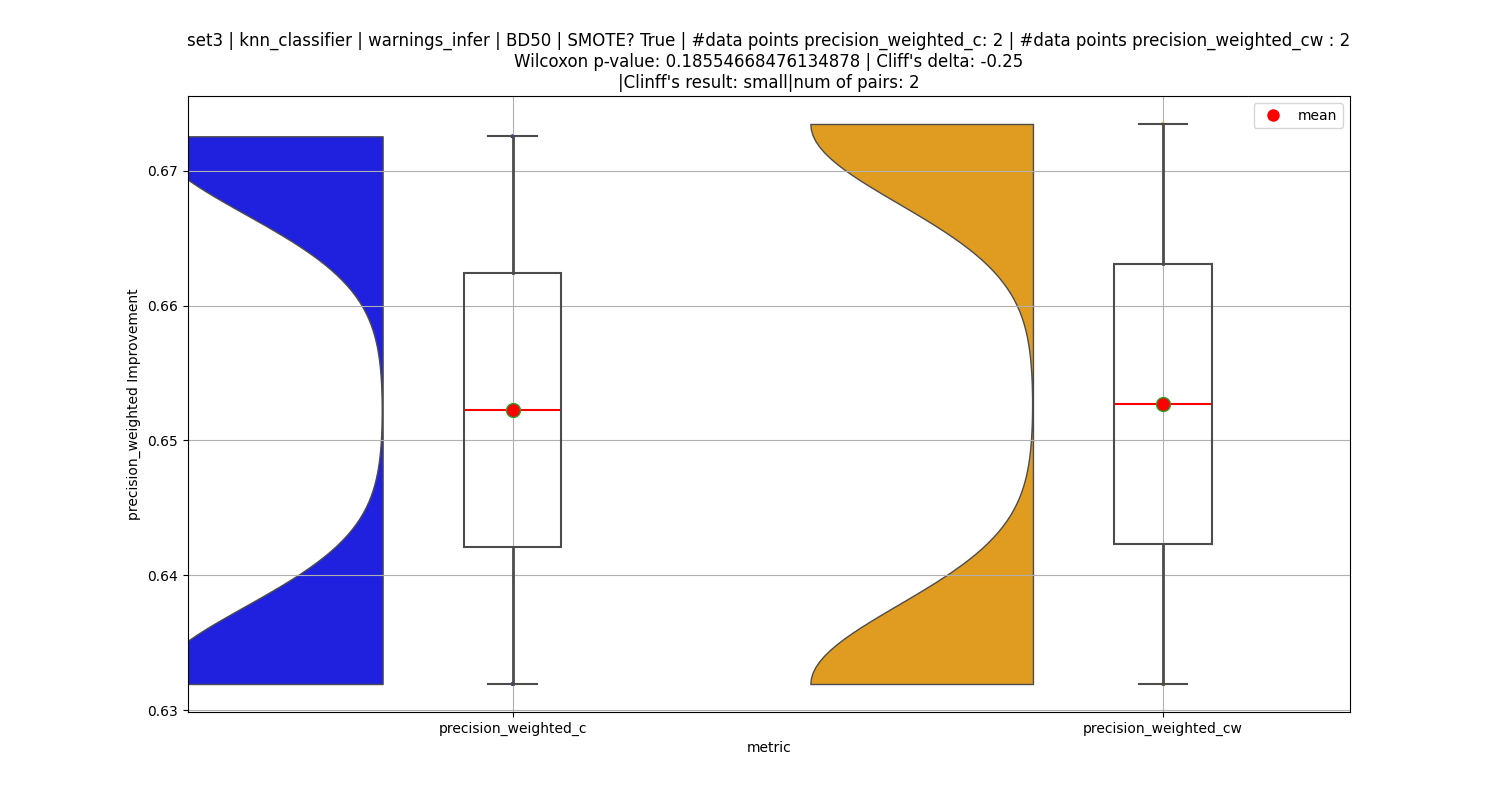 set3 | knn_classifier | warnings_infer | BD50 | SMOTE? True | #data points precision_weighted_c: 2 | #data points precision_weighted_cw : 2
Wilcoxon p-value: 0.18554668476134878 | Cliff's delta: -0.25
|Clinff's result: small|num of pairs: 2
mean
0.67
0.66
0.65
0.64
0.63
precision_weighted Improvement
precision_weighted_c
precision_weighted_cw
metric